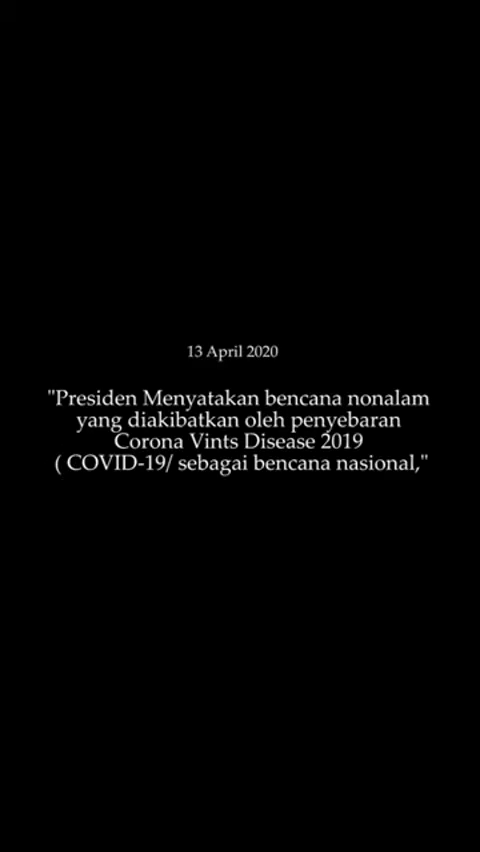 13 April 2020
"Presiden Menyatakan bencana nonalam
yang diakibatkan oleh penyebaran
Corona Vints Disease 2019
( COVID-19/ sebagai bencana nasional,"